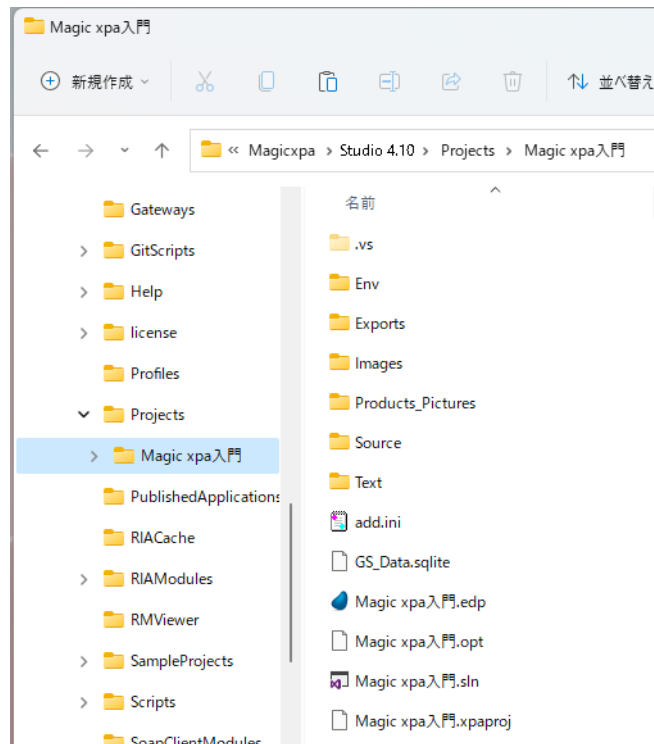 Magic xpa入門
新規作成
並べ替え
« Magicxpa > Studio 4.10 > Projects > Magic xpa入門
Gateways
GitScripts
Help
license
Profiles
Projects
Magic xpa入門
PublishedApplications
RIACache
RIAModules
RMViewer
SampleProjects
Scripts
SoapClientModules
名前
.vs
Env
Exports
Images
Products_Pictures
Source
Text
add.ini
GS_Data.sqlite
Magic xpa入門.edp
Magic xpa入門.opt
Magic xpa入門.sln
Magic xpa入門.xpaproj